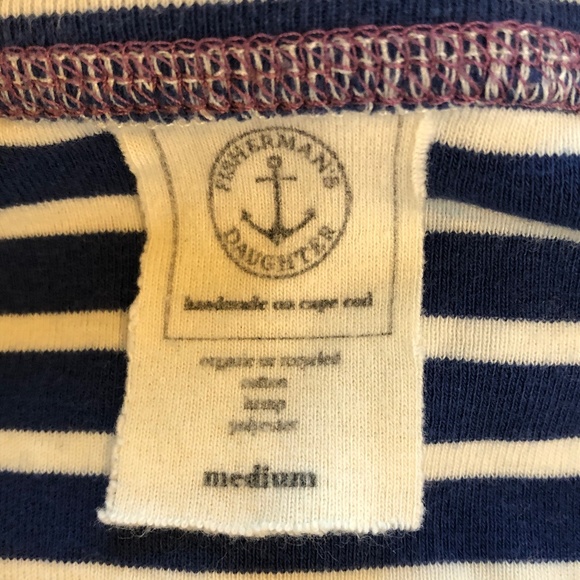 FISHERMAN'S
DAUGHTER
handmade on cape cod
organic or recycled
cotton
hemp
polyester
medium